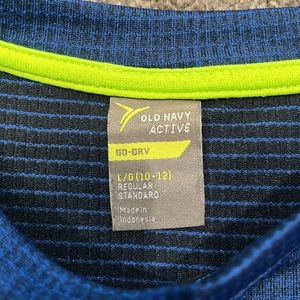 OLD NAVY
ACTIVE
GO-DRY
L/G (10-12)
REGULAR
STANDARD
Made in
Indonesia